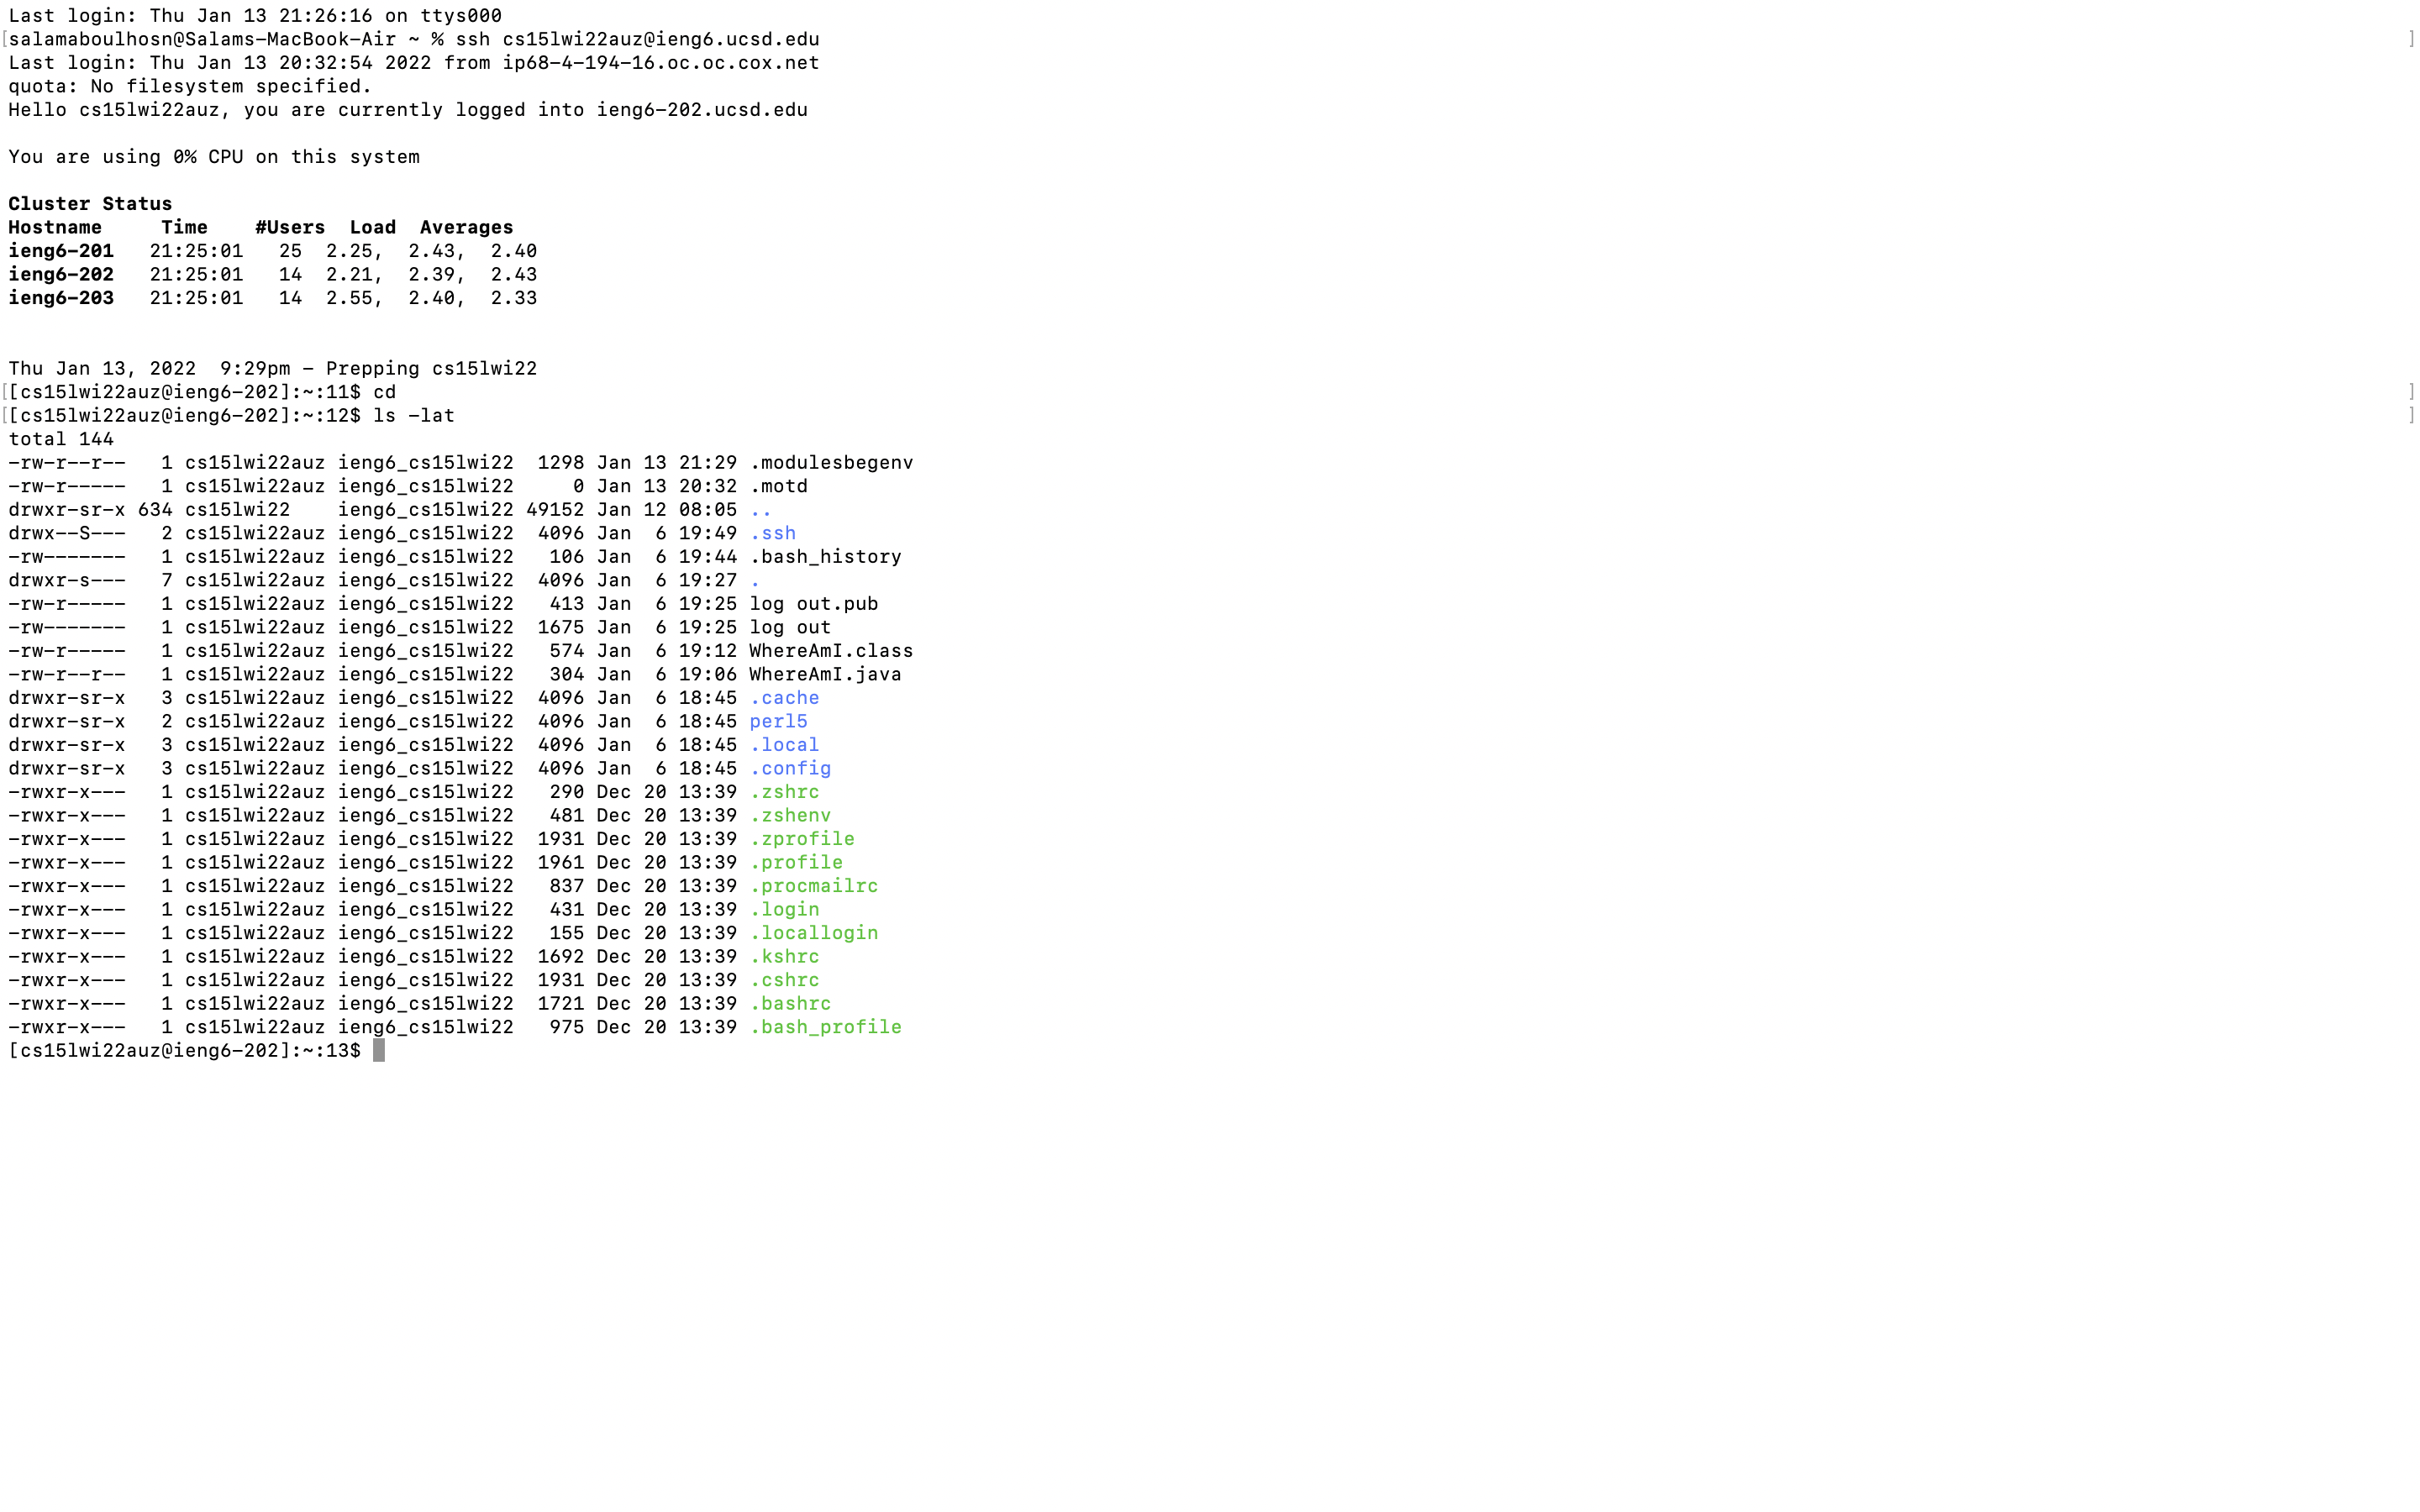 Last login: Thu Jan 13 21:26:16 on ttys000
[salamaboulhosn@Salams-MacBook-Air ~ % ssh cs15lwi22auz@ieng6.ucsd.edu ]
Last login: Thu Jan 13 20:32:54 2022 from ip68-4-194-16.oc.oc.cox.net
quota: No filesystem specified.
Hello cs15lwi22auz, you are currently logged into ieng6-202.ucsd.edu
You are using 0% CPU on this system
Cluster Status
Hostname     Time    #Users  Load  Averages
ieng6-201   21:25:01   25  2.25,  2.43,  2.40
ieng6-202   21:25:01   14  2.21,  2.39,  2.43
ieng6-203   21:25:01   14  2.55,  2.40,  2.33
Thu Jan 13, 2022  9:29pm - Prepping cs15lwi22
[[cs15lwi22auz@ieng6-202]:~:11$ cd ]
[[cs15lwi22auz@ieng6-202]:~:12$ ls -lat ]
total 144
-rw-r--r--   1 cs15lwi22auz ieng6_cs15lwi22  1298 Jan 13 21:29 .modulesbegenv
-rw-r-----   1 cs15lwi22auz ieng6_cs15lwi22     0 Jan 13 20:32 .motd
drwxr-sr-x 634 cs15lwi22    ieng6_cs15lwi22 49152 Jan 12 08:05 ..
drwx--S---   2 cs15lwi22auz ieng6_cs15lwi22  4096 Jan  6 19:49 .ssh
-rw-------   1 cs15lwi22auz ieng6_cs15lwi22   106 Jan  6 19:44 .bash_history
drwxr-s---   7 cs15lwi22auz ieng6_cs15lwi22  4096 Jan  6 19:27 .
-rw-r-----   1 cs15lwi22auz ieng6_cs15lwi22   413 Jan  6 19:25 log out.pub
-rw-------   1 cs15lwi22auz ieng6_cs15lwi22  1675 Jan  6 19:25 log out
-rw-r-----   1 cs15lwi22auz ieng6_cs15lwi22   574 Jan  6 19:12 WhereAmI.class
-rw-r--r--   1 cs15lwi22auz ieng6_cs15lwi22   304 Jan  6 19:06 WhereAmI.java
drwxr-sr-x   3 cs15lwi22auz ieng6_cs15lwi22  4096 Jan  6 18:45 .cache
drwxr-sr-x   2 cs15lwi22auz ieng6_cs15lwi22  4096 Jan  6 18:45 perl5
drwxr-sr-x   3 cs15lwi22auz ieng6_cs15lwi22  4096 Jan  6 18:45 .local
drwxr-sr-x   3 cs15lwi22auz ieng6_cs15lwi22  4096 Jan  6 18:45 .config
-rwxr-x---   1 cs15lwi22auz ieng6_cs15lwi22   290 Dec 20 13:39 .zshrc
-rwxr-x---   1 cs15lwi22auz ieng6_cs15lwi22   481 Dec 20 13:39 .zshenv
-rwxr-x---   1 cs15lwi22auz ieng6_cs15lwi22  1931 Dec 20 13:39 .zprofile
-rwxr-x---   1 cs15lwi22auz ieng6_cs15lwi22  1961 Dec 20 13:39 .profile
-rwxr-x---   1 cs15lwi22auz ieng6_cs15lwi22   837 Dec 20 13:39 .procmailrc
-rwxr-x---   1 cs15lwi22auz ieng6_cs15lwi22   431 Dec 20 13:39 .login
-rwxr-x---   1 cs15lwi22auz ieng6_cs15lwi22   155 Dec 20 13:39 .locallogin
-rwxr-x---   1 cs15lwi22auz ieng6_cs15lwi22  1692 Dec 20 13:39 .kshrc
-rwxr-x---   1 cs15lwi22auz ieng6_cs15lwi22  1931 Dec 20 13:39 .cshrc
-rwxr-x---   1 cs15lwi22auz ieng6_cs15lwi22  1721 Dec 20 13:39 .bashrc
-rwxr-x---   1 cs15lwi22auz ieng6_cs15lwi22   975 Dec 20 13:39 .bash_profile
[cs15lwi22auz@ieng6-202]:~:13$